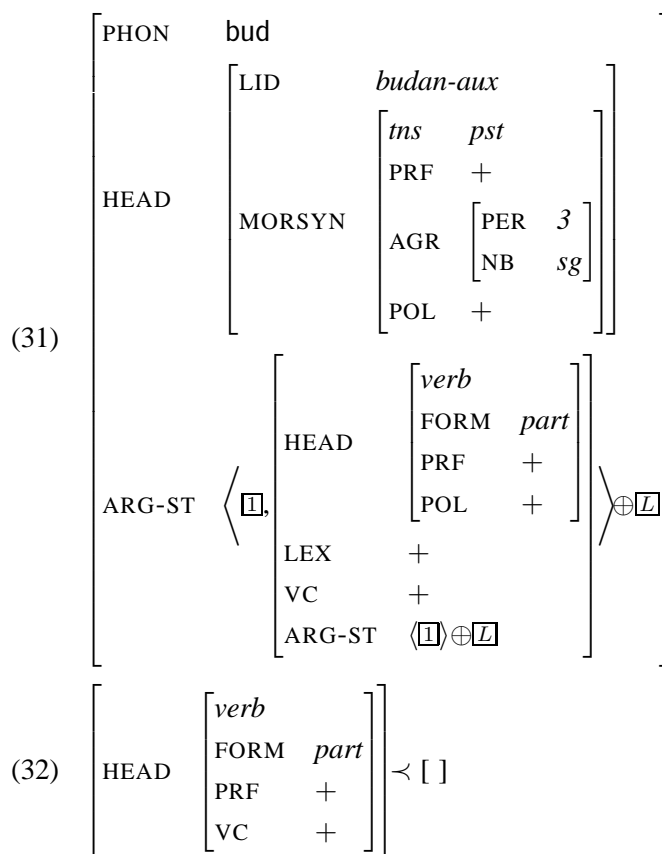 PHON bud
LID budan-aux
tns pst
PRF +
HEAD MORSYN AGR [PER 3
NB sg]
POL +
(31)
verb
HEAD FORM part
PRF +
POL +
ARG-ST ⟨[1], ⟩⊕[L]
LEX +
VC +
ARG-ST ⟨[1]⟩⊕[L]
verb
(32) HEAD FORM part ≺ [ ]
PRF +
VC +